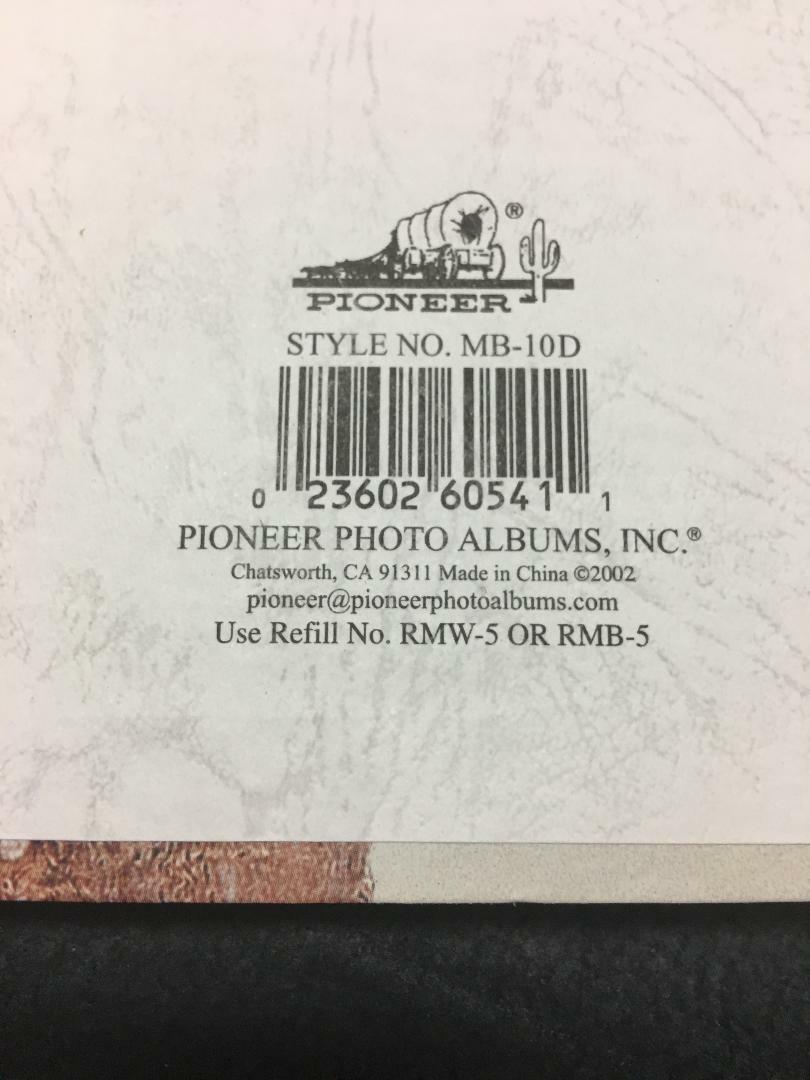 ®
PIONEER
STYLE NO. MB-10D
0 23602 60541 1
PIONEER PHOTO ALBUMS, INC.®
Chatsworth, CA 91311 Made in China ©2002
pioneer@pioneerphotoalbums.com
Use Refill No. RMW-5 OR RMB-5